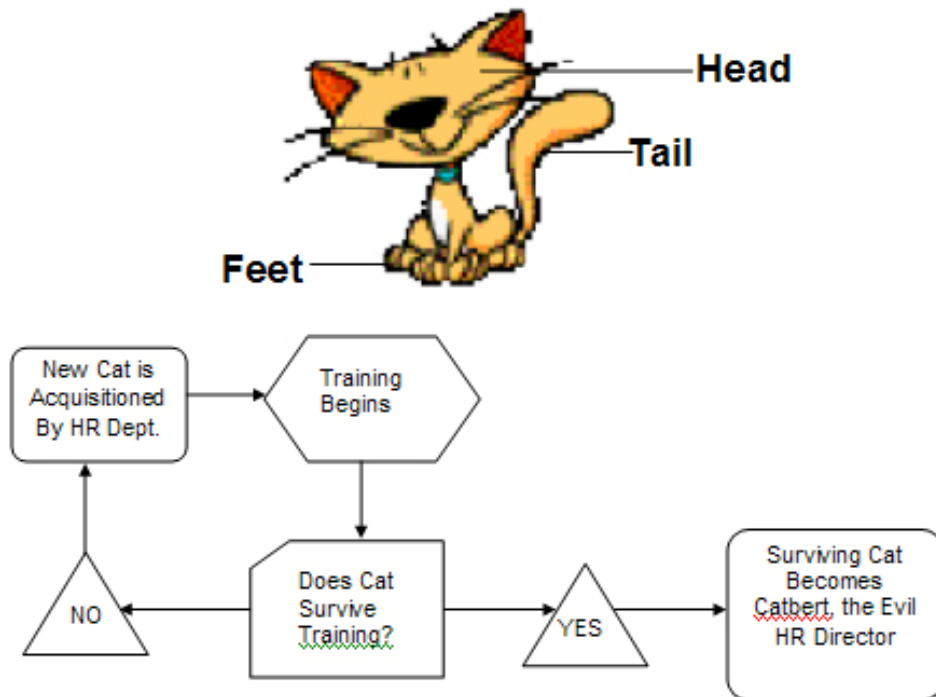 Head
Tail
Feet
New Cat is
Acquisitioned
By HR Dept.
Training
Begins
Does Cat
Survive
Training?
NO
YES
Surviving Cat
Becomes
Catbert, the Evil
HR Director